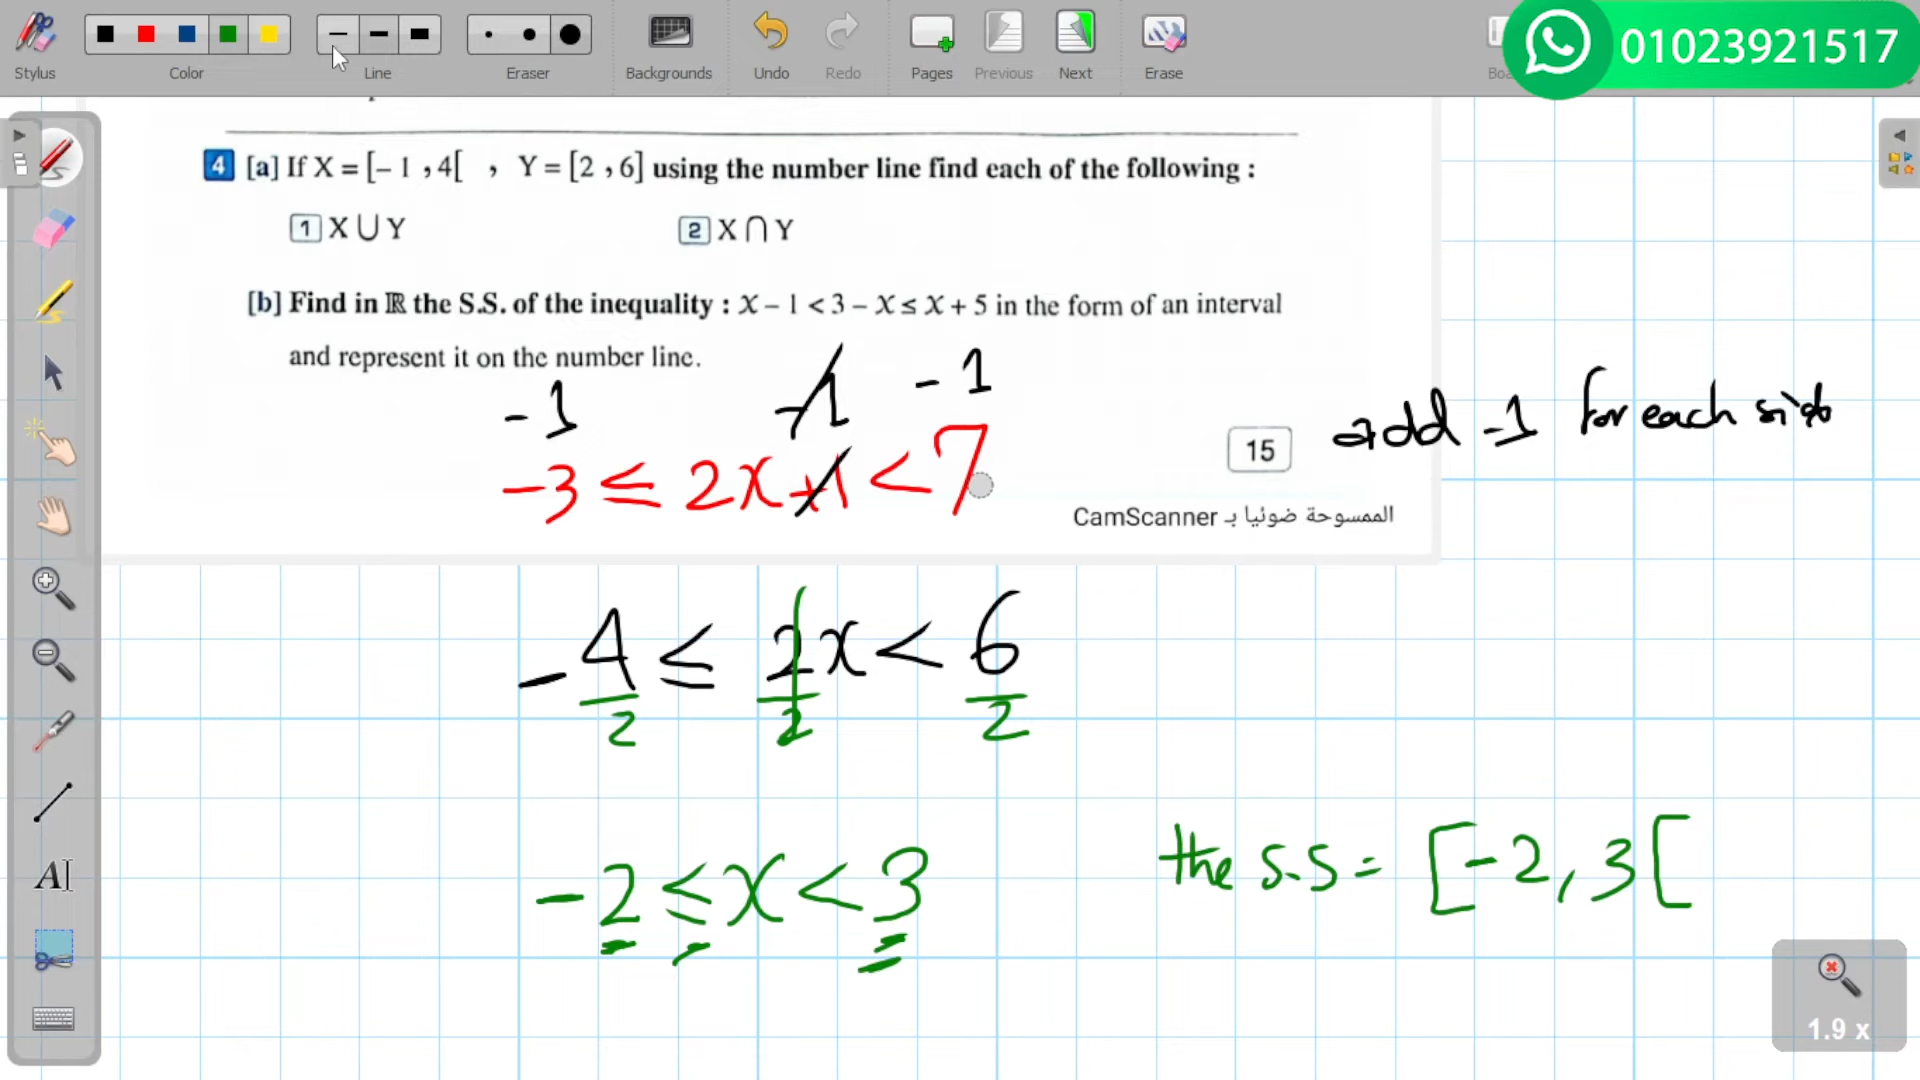 Stylus
Color
Line
Eraser
Backgrounds
Undo
Redo
Pages
Previous
Next
Erase
01023921517
4 [a] If X = [– 1 , 4[ , Y = [2 , 6] using the number line find each of the following :
1 X ∪ Y 2 X ∩ Y
[b] Find in ℝ the S.S. of the inequality : X – 1 < 3 – X ≤ X + 5 in the form of an interval
and represent it on the number line.
-1 -1 -1
-3 ≤ 2x+1 < 7
add -1 for each side
15
الممسوحة ضوئيا بـ CamScanner
-4 ≤ 2x < 6
2 2 2
-2 ≤ x < 3
the S.S = [-2, 3[
AI
1.9 x